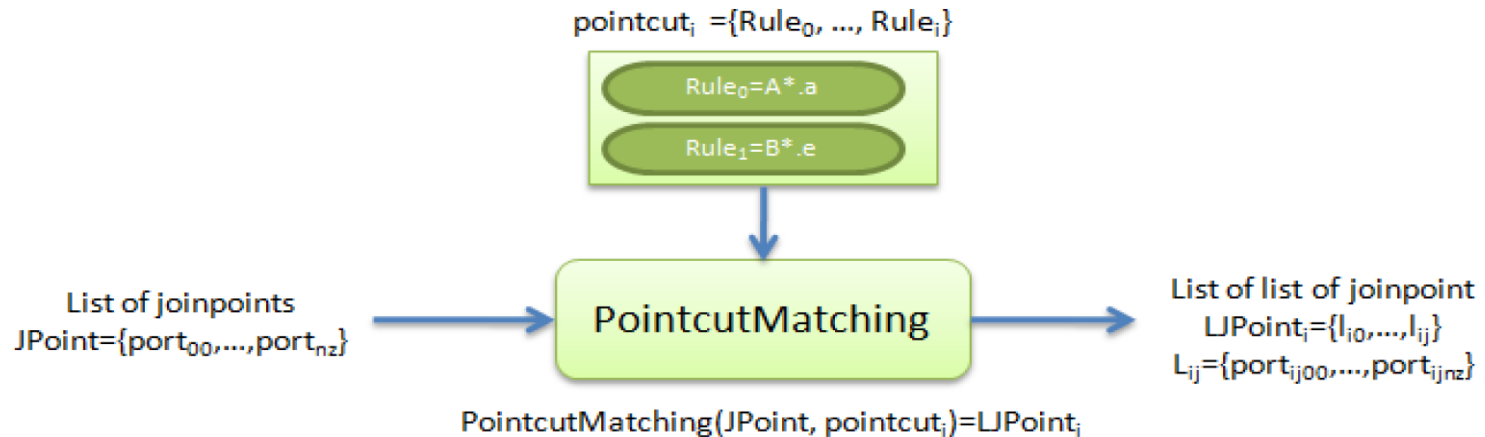 pointcutᵢ ={Rule₀, ..., Ruleᵢ}
Rule₀=A*.a
Rule₁=B*.e
List of joinpoints
JPoint={port₀₀,...,portₙz}
PointcutMatching
List of list of joinpoint
LJPointᵢ={lᵢ₀,...,lᵢⱼ}
Lᵢⱼ={portᵢⱼ₀₀,...,portᵢⱼₙz}
PointcutMatching(JPoint, pointcutᵢ)=LJPointᵢ